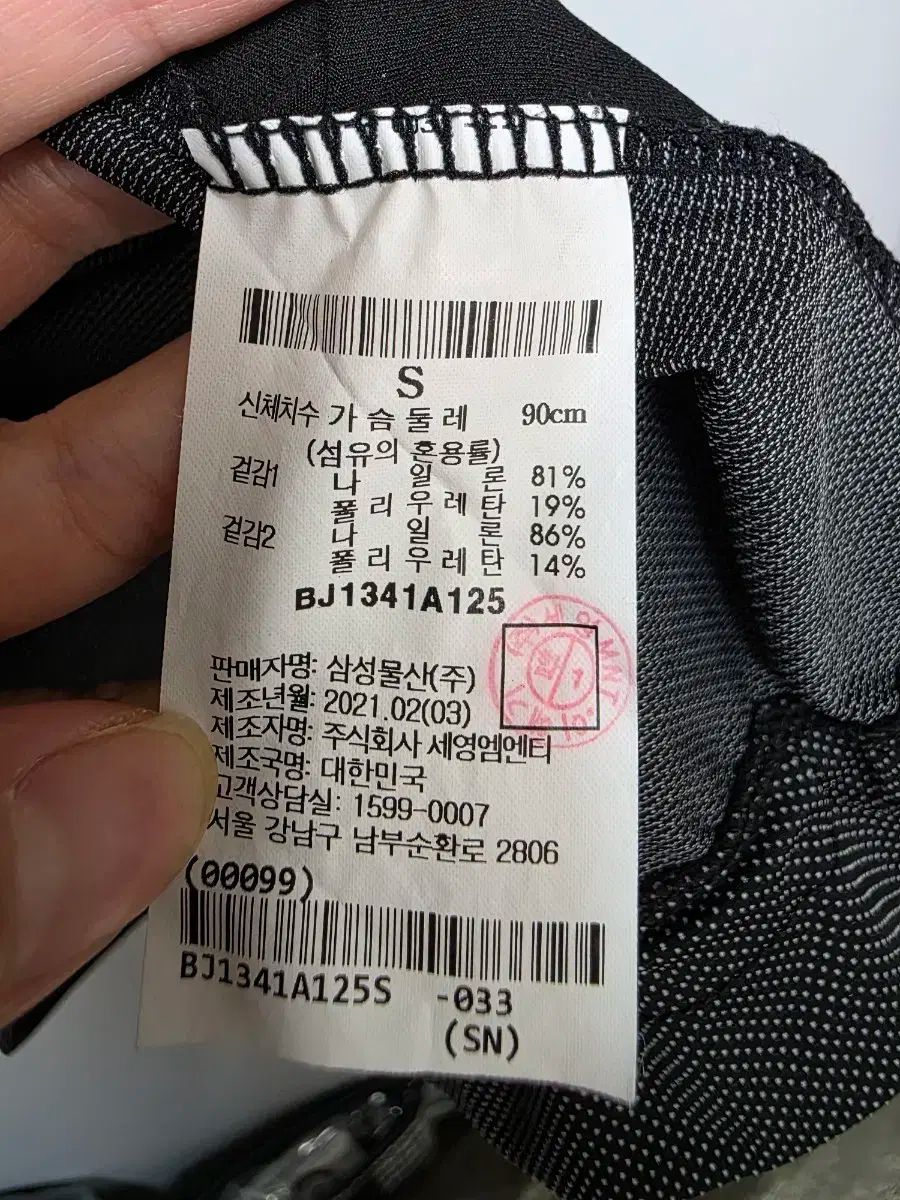 S
신체치수 가슴둘레 90cm
(섬유의 혼용률)
겉감1 나일론 81%
폴리우레탄 19%
겉감2 나일론 86%
폴리우레탄 14%
BJ1341A125
판매자명: 삼성물산(주)
제조년월: 2021.02(03)
제조자명: 주식회사 세영엠엔티
제조국명: 대한민국
고객상담실: 1599-0007
서울 강남구 남부순환로 2806
(00099)
BJ1341A125S -033
(SN)